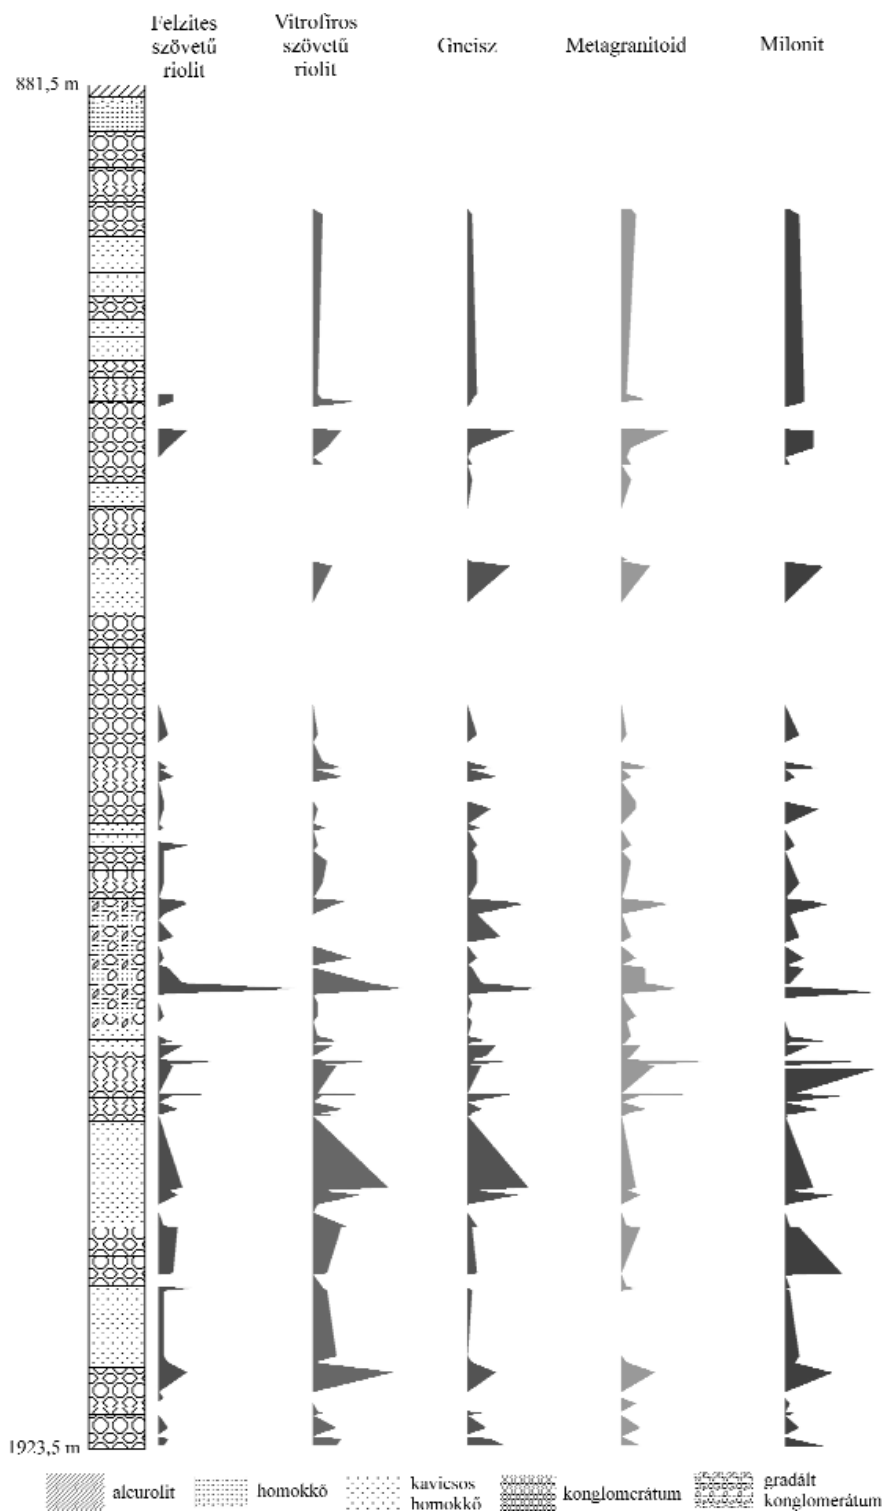 Felzites
szövetű
riolit
Vitrofíros
szövetű
riolit
Gneisz
Metagranitoid
Milonit
881,5 m
1923,5 m
aleurolit
homokkő
kavicsos
homokkő
konglomerátum
gradált
konglomerátum